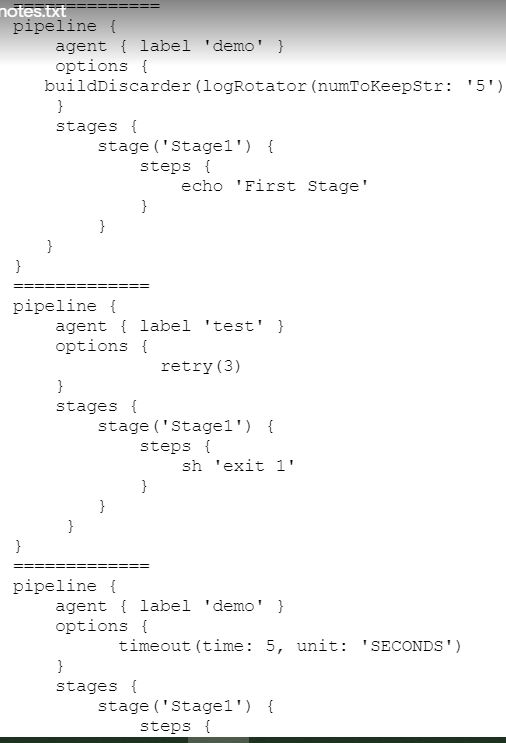 notes.txt
==============
pipeline {
    agent { label 'demo' }
    options {
   buildDiscarder(logRotator(numToKeepStr: '5')
    }
    stages {
        stage('Stage1') {
            steps {
                echo 'First Stage'
            }
        }
   }
}
=============
pipeline {
    agent { label 'test' }
    options {
              retry(3)
    }
    stages {
        stage('Stage1') {
            steps {
                sh 'exit 1'
            }
        }
     }
}
=============
pipeline {
    agent { label 'demo' }
    options {
          timeout(time: 5, unit: 'SECONDS')
    }
    stages {
        stage('Stage1') {
            steps {